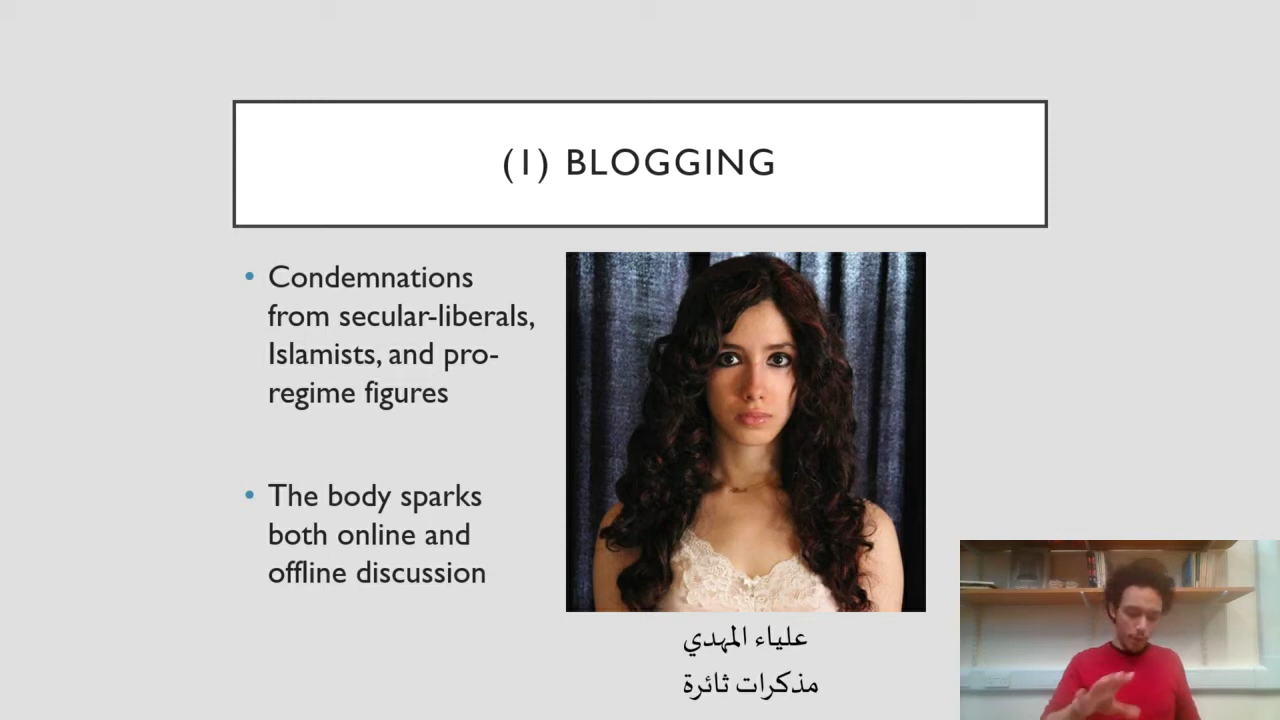 (1) BLOGGING
• Condemnations
from secular-liberals,
Islamists, and pro-
regime figures
• The body sparks
both online and
offline discussion
علياء المهدي
مذكرات ثائرة